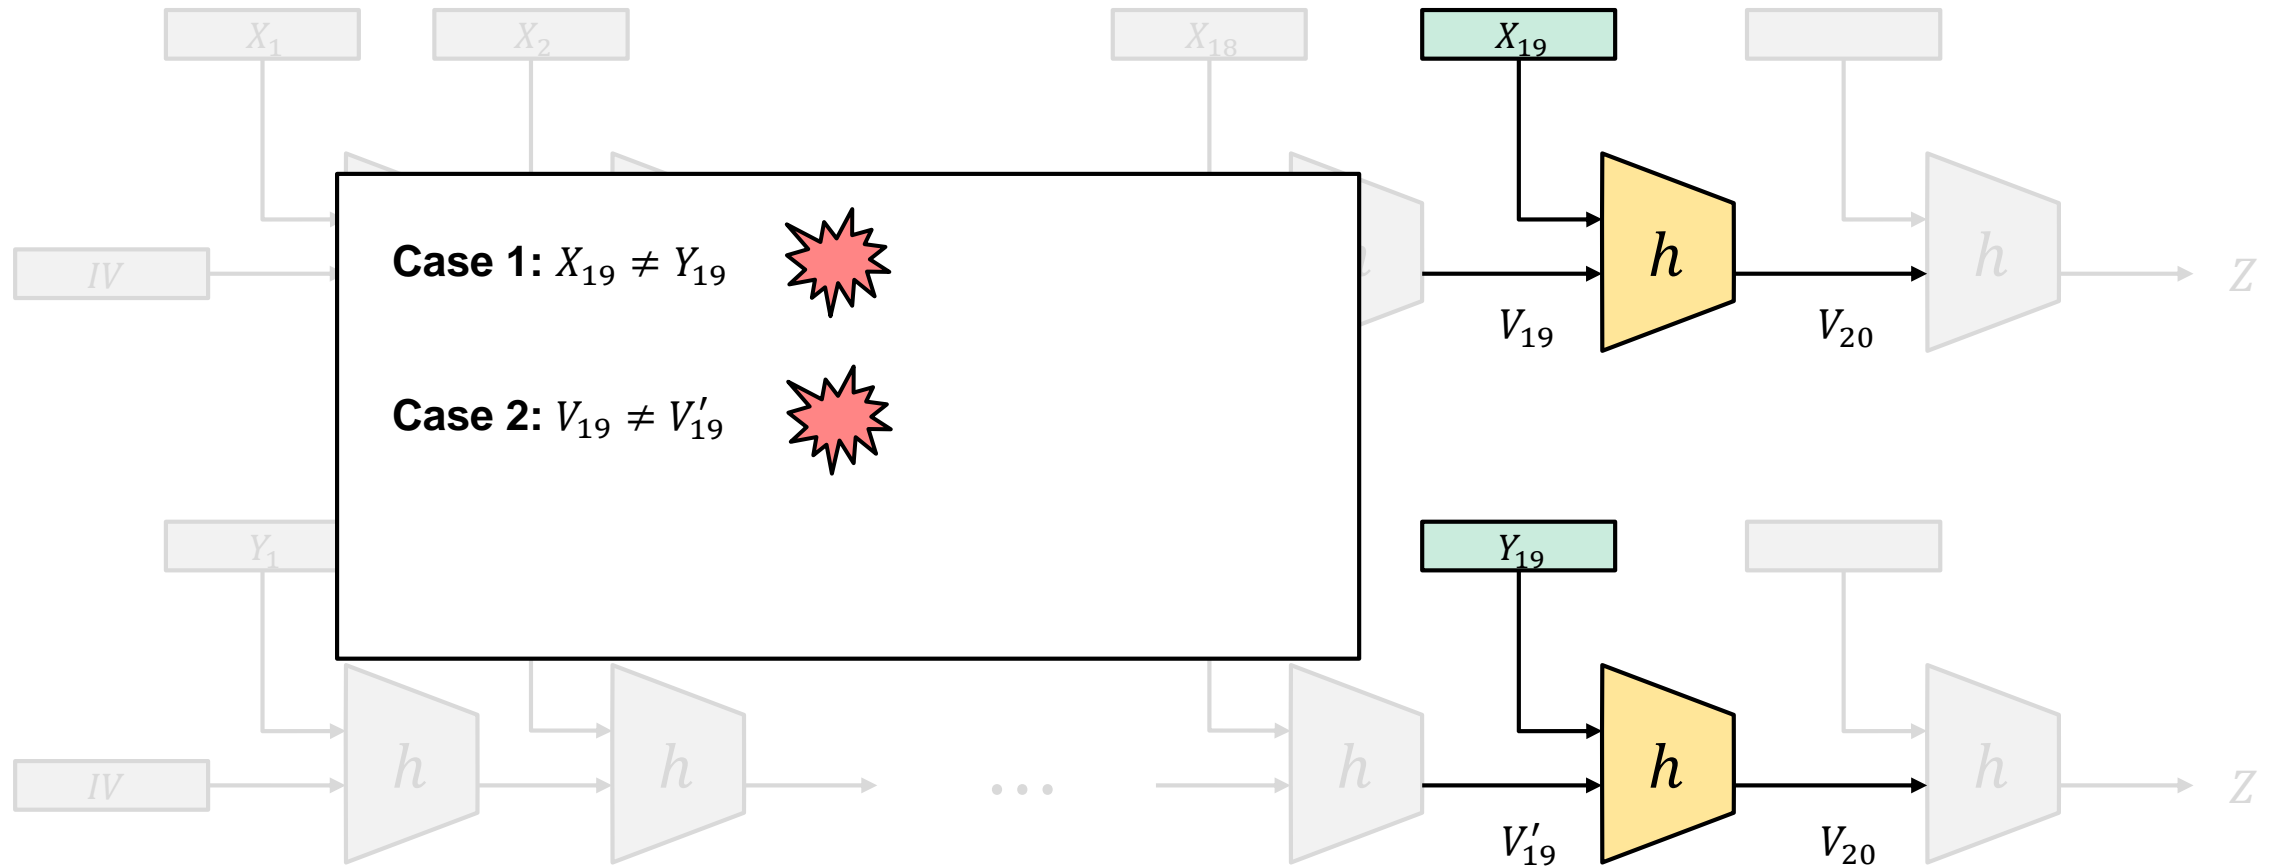 X₁ X₂ X₁₈ X₁₉
IV h h Z
V₁₉ V₂₀
Case 1: X₁₉ ≠ Y₁₉
Case 2: V₁₉ ≠ V′₁₉
Y₁ Y₁₉
IV h h … h h h Z
V′₁₉ V₂₀